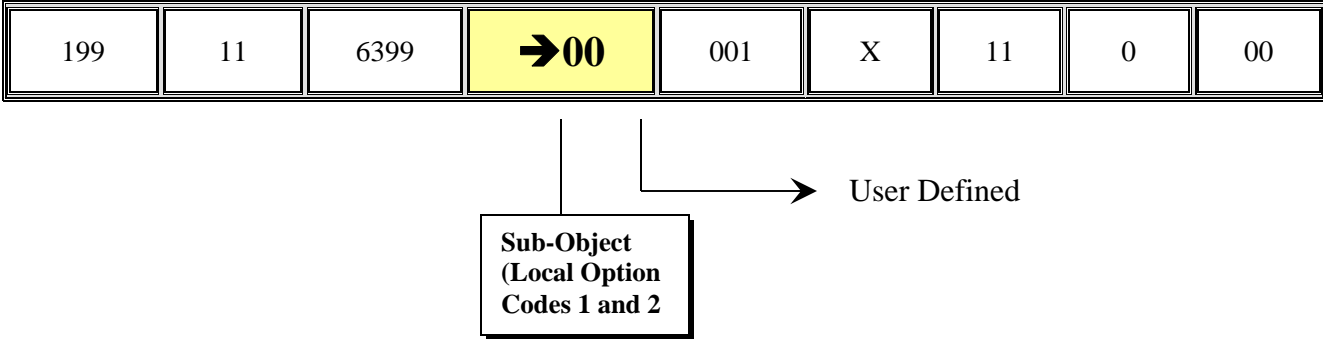 199 11 6399 ➔00 001 X 11 0 00
User Defined
Sub-Object
(Local Option
Codes 1 and 2